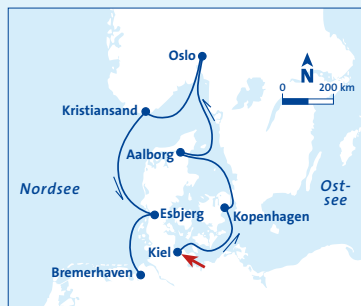 Oslo
N
0 200 km
Kristiansand
Aalborg
Nordsee
Ost-
see
Esbjerg
Kopenhagen
Kiel
Bremerhaven